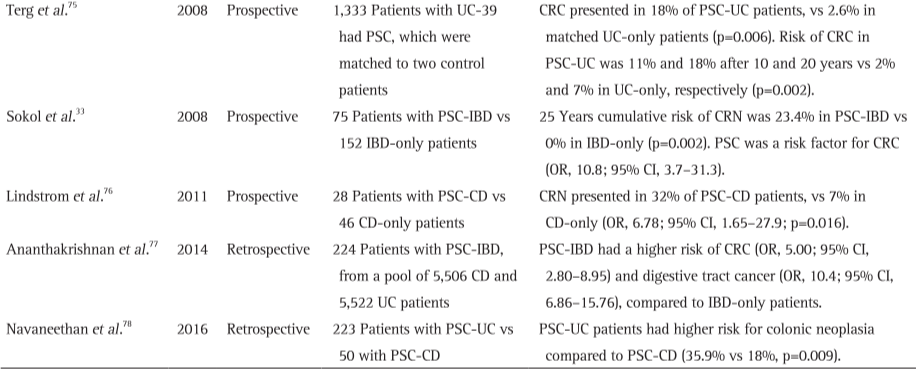 Terg et al.75 2008 Prospective 1,333 Patients with UC-39 CRC presented in 18% of PSC-UC patients, vs 2.6% in
had PSC, which were matched UC-only patients (p=0.006). Risk of CRC in
matched to two control PSC-UC was 11% and 18% after 10 and 20 years vs 2%
patients and 7% in UC-only, respectively (p=0.002).
Sokol et al.33 2008 Prospective 75 Patients with PSC-IBD vs 25 Years cumulative risk of CRN was 23.4% in PSC-IBD vs
152 IBD-only patients 0% in IBD-only (p=0.002). PSC was a risk factor for CRC
(OR, 10.8; 95% CI, 3.7–31.3).
Lindstrom et al.76 2011 Prospective 28 Patients with PSC-CD vs CRN presented in 32% of PSC-CD patients, vs 7% in
46 CD-only patients CD-only (OR, 6.78; 95% CI, 1.65–27.9; p=0.016).
Ananthakrishnan et al.77 2014 Retrospective 224 Patients with PSC-IBD, PSC-IBD had a higher risk of CRC (OR, 5.00; 95% CI,
from a pool of 5,506 CD and 2.80–8.95) and digestive tract cancer (OR, 10.4; 95% CI,
5,522 UC patients 6.86–15.76), compared to IBD-only patients.
Navaneethan et al.78 2016 Retrospective 223 Patients with PSC-UC vs PSC-UC patients had higher risk for colonic neoplasia
50 with PSC-CD compared to PSC-CD (35.9% vs 18%, p=0.009).